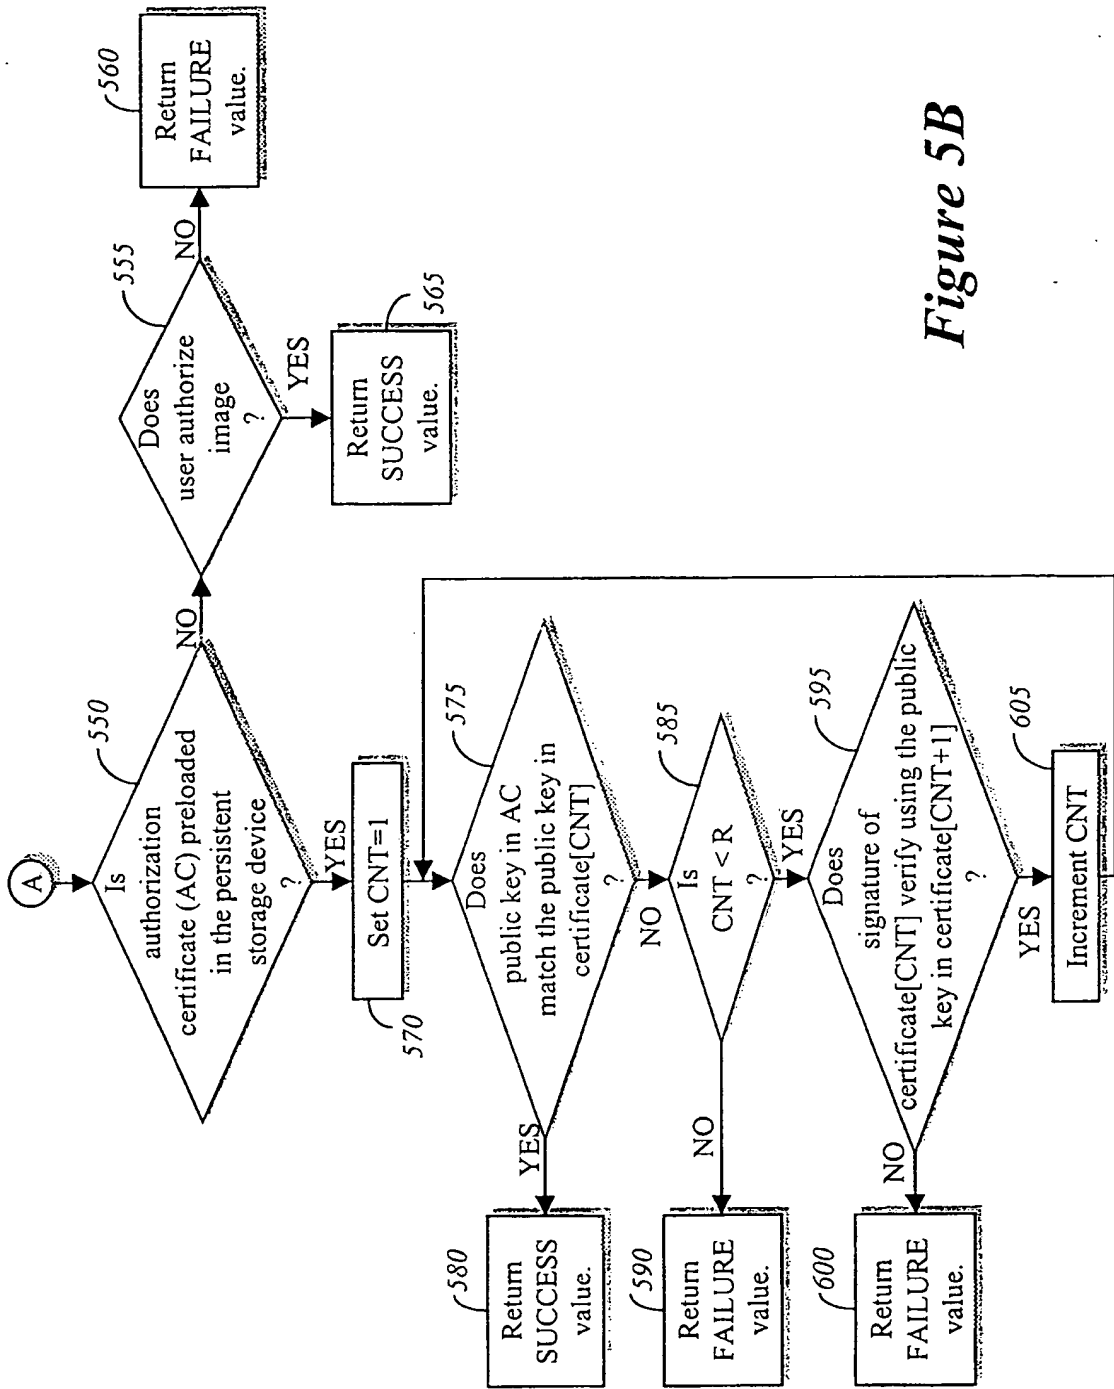 A
550
Is
authorization
certificate (AC) preloaded
in the persistent
storage device
?
NO
555
Does
user authorize
image
?
NO
560
Return
FAILURE
value.
YES
565
Return
SUCCESS
value.
YES
570
Set CNT=1
575
Does
public key in AC
match the public key in
certificate[CNT]
?
YES
580
Return
SUCCESS
value.
NO
585
Is
CNT < R
?
NO
590
Return
FAILURE
value.
YES
595
Does
signature of
certificate[CNT] verify using the public
key in certificate[CNT+1]
?
NO
600
Return
FAILURE
value.
YES
605
Increment CNT
Figure 5B